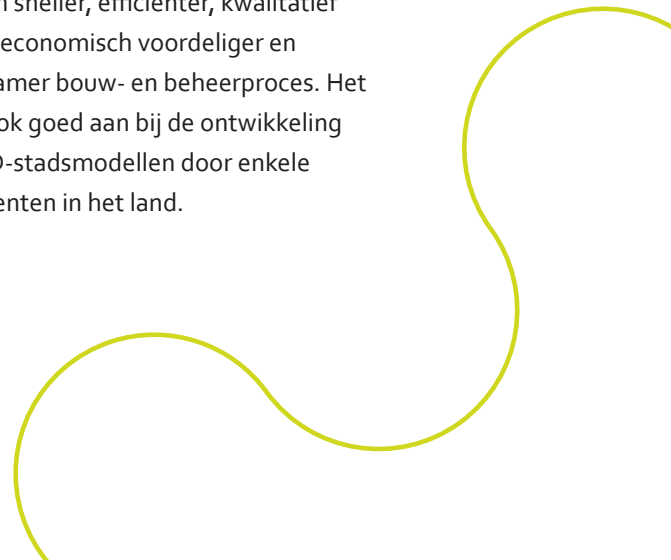 sneller, efficiënter, kwalitatief
economisch voordeliger en
amer bouw- en beheerproces. Het
ok goed aan bij de ontwikkeling
-stadsmodellen door enkele
enten in het land.